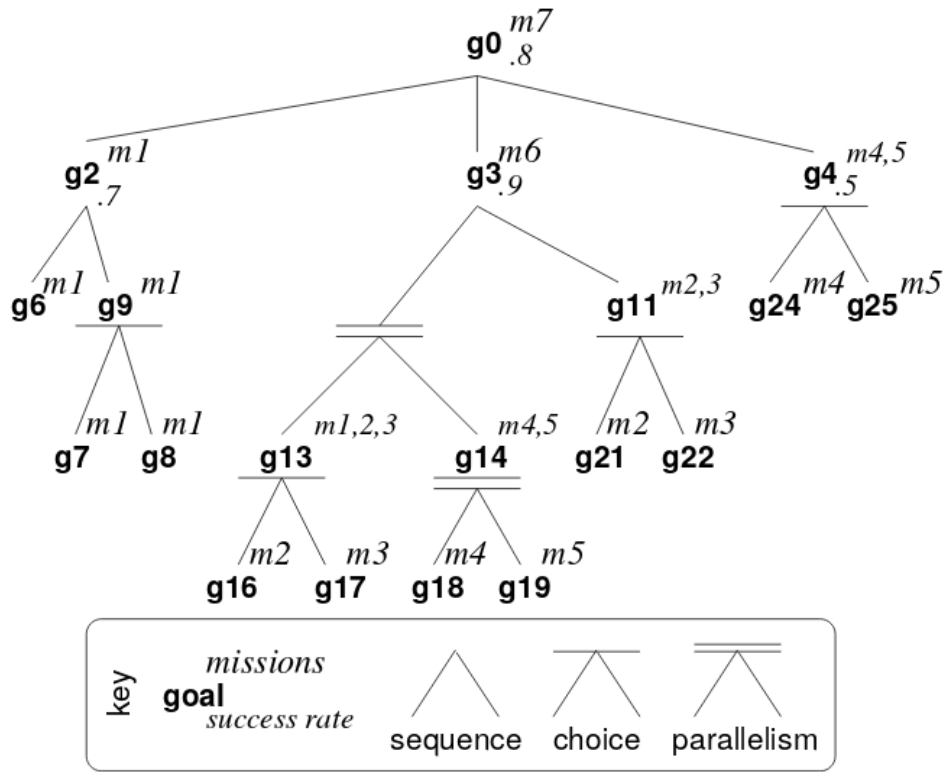 g0 m7
.8
g2 m1
.7
g3 m6
.9
g4 m4,5
.5
g6 m1 g9 m1
g11 m2,3
g24 m4 g25 m5
g7 m1 g8 m1
g13 m1,2,3
g14 m4,5
g21 m2 g22 m3
g16 m2 g17 m3
g18 m4 g19 m5
key
missions
goal
success rate
sequence choice parallelism